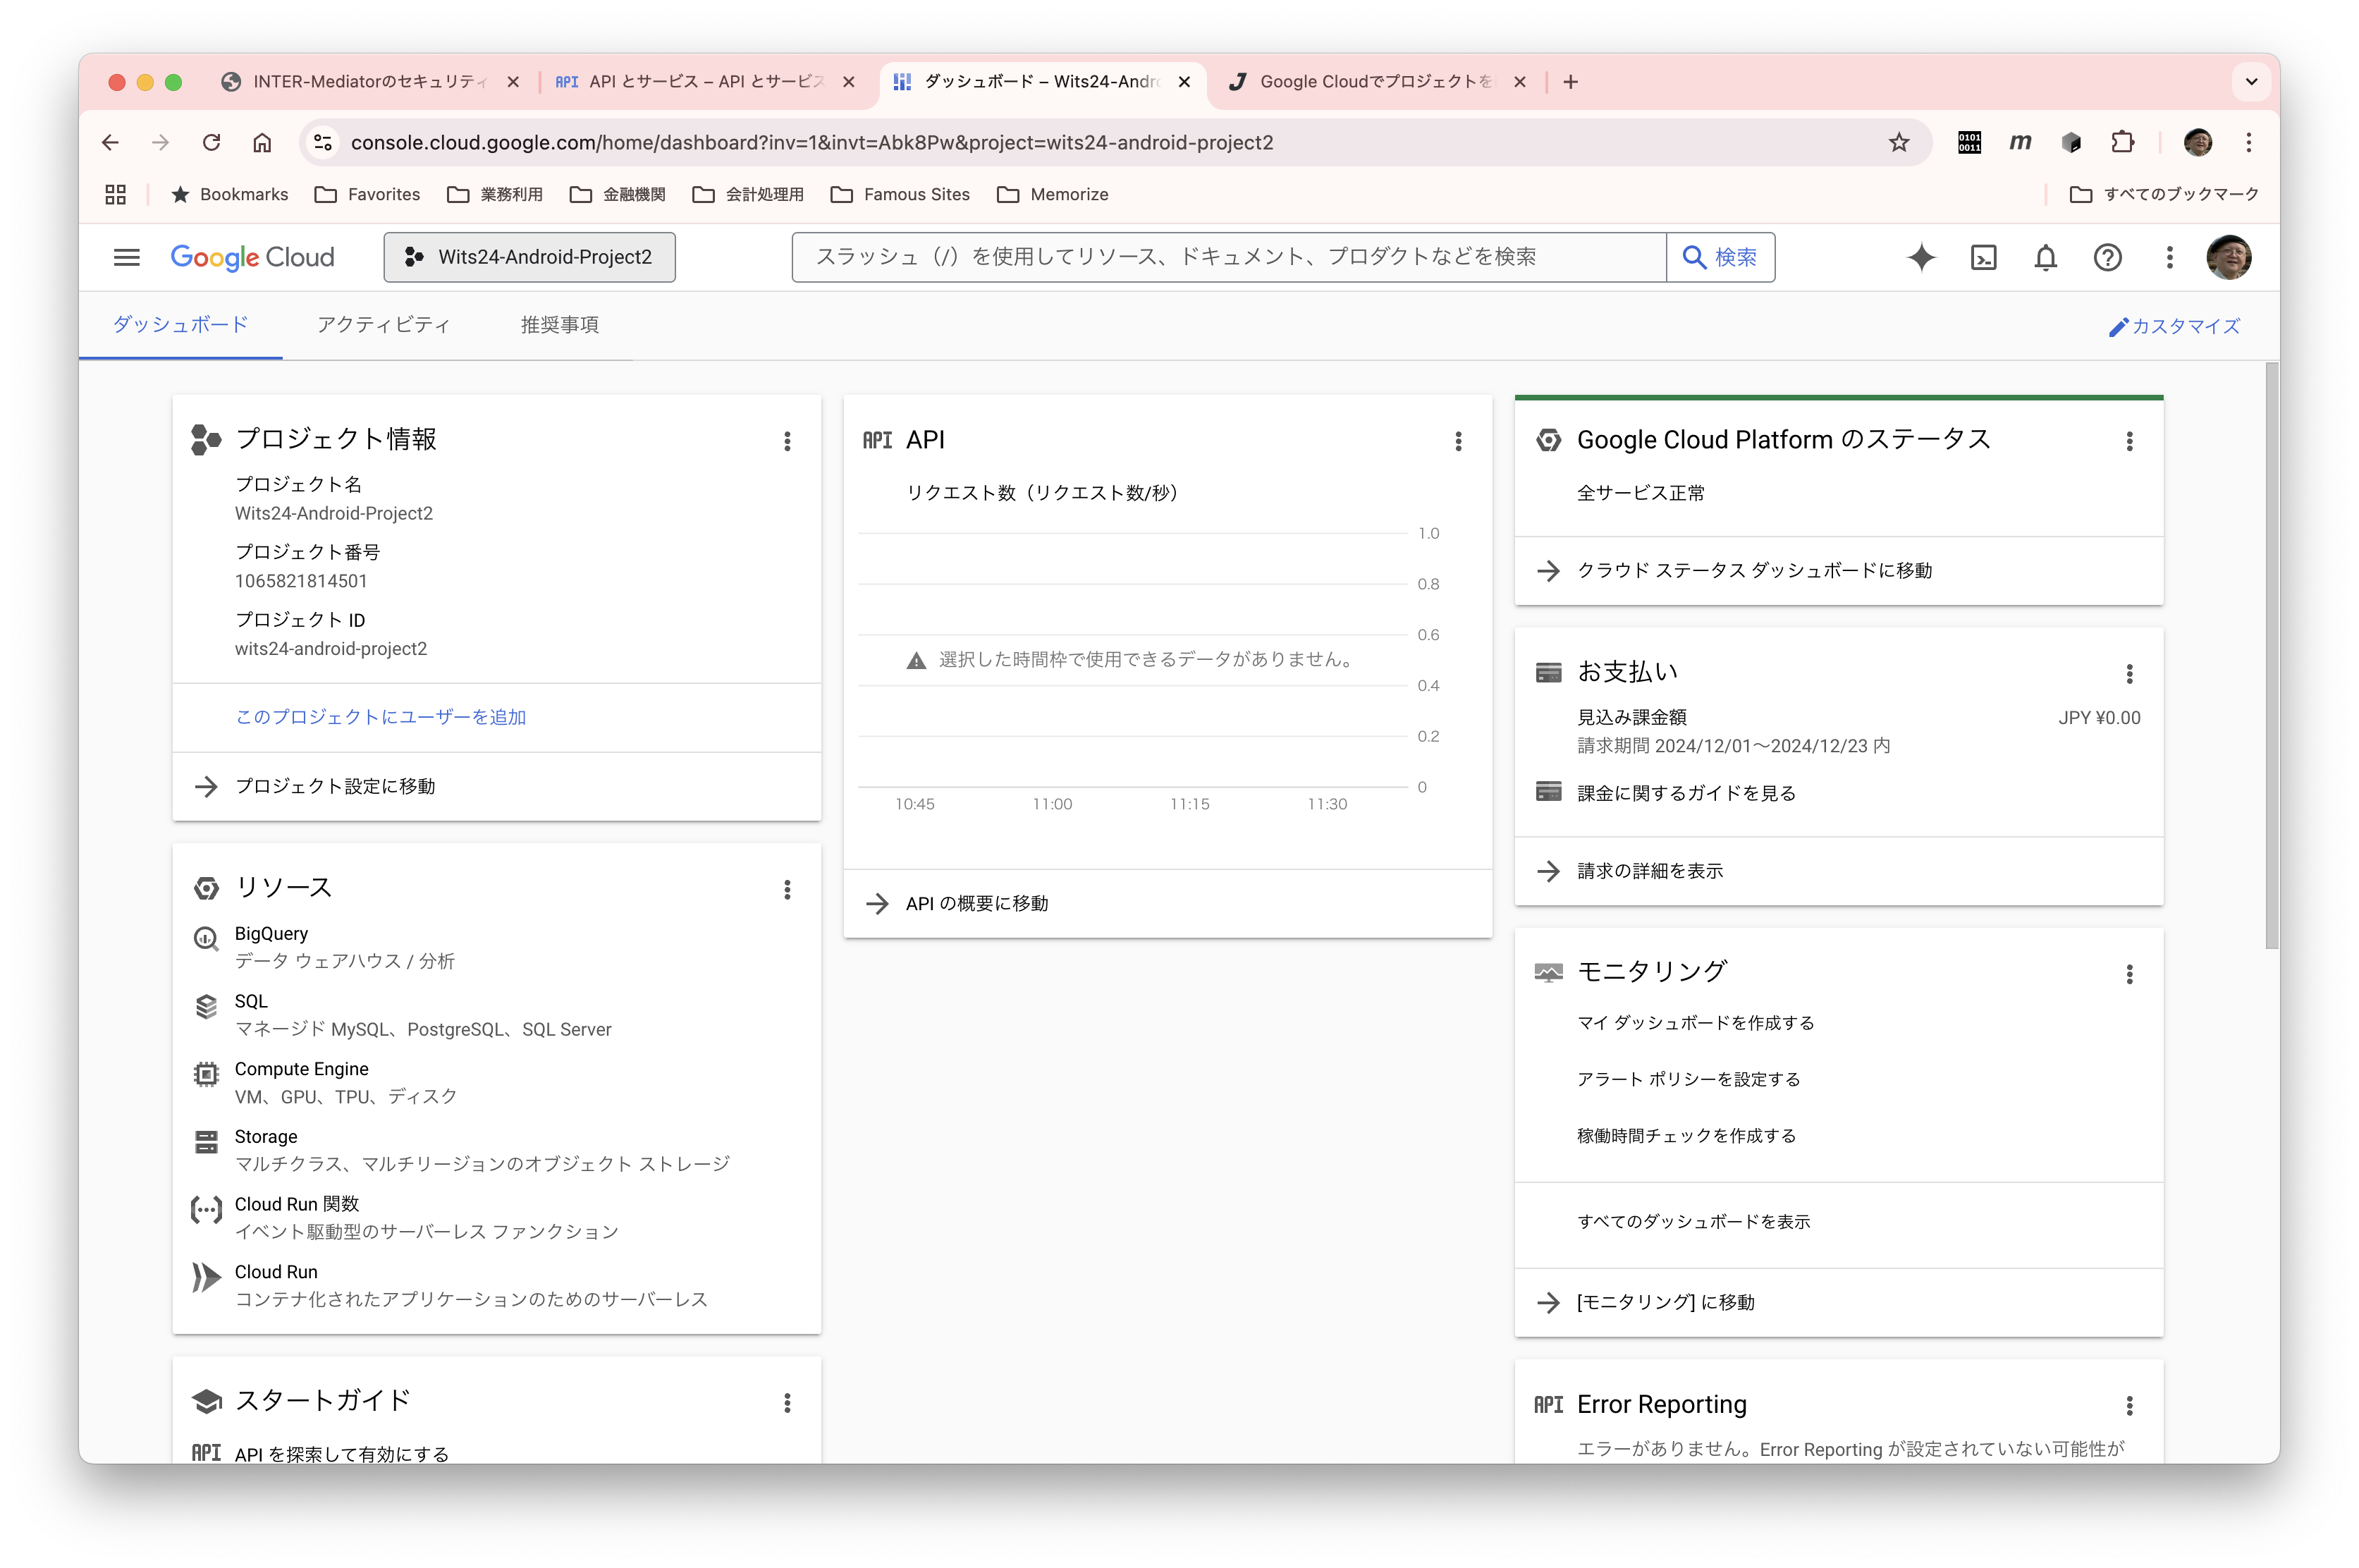 INTER-Mediatorのセキュリティ
API とサービス – API とサービス
ダッシュボード – Wits24-Andro
Google Cloudでプロジェクトを
console.cloud.google.com/home/dashboard?inv=1&invt=Abk8Pw&project=wits24-android-project2
0101
0011
m
Bookmarks
Favorites
業務利用
金融機関
会計処理用
Famous Sites
Memorize
すべてのブックマーク
Google Cloud
Wits24-Android-Project2
スラッシュ（/）を使用してリソース、ドキュメント、プロダクトなどを検索
検索
ダッシュボード
アクティビティ
推奨事項
カスタマイズ
プロジェクト情報
プロジェクト名
Wits24-Android-Project2
プロジェクト番号
1065821814501
プロジェクト ID
wits24-android-project2
このプロジェクトにユーザーを追加
プロジェクト設定に移動
リソース
BigQuery
データ ウェアハウス / 分析
SQL
マネージド MySQL、PostgreSQL、SQL Server
Compute Engine
VM、GPU、TPU、ディスク
Storage
マルチクラス、マルチリージョンのオブジェクト ストレージ
Cloud Run 関数
イベント駆動型のサーバーレス ファンクション
Cloud Run
コンテナ化されたアプリケーションのためのサーバーレス
スタートガイド
API API を探索して有効にする
API API
リクエスト数（リクエスト数/秒）
1.0
0.8
0.6
選択した時間枠で使用できるデータがありません。
0.4
0.2
0
10:45
11:00
11:15
11:30
API の概要に移動
Google Cloud Platform のステータス
全サービス正常
クラウド ステータス ダッシュボードに移動
お支払い
見込み課金額
JPY ¥0.00
請求期間 2024/12/01～2024/12/23 内
課金に関するガイドを見る
請求の詳細を表示
モニタリング
マイ ダッシュボードを作成する
アラート ポリシーを設定する
稼働時間チェックを作成する
すべてのダッシュボードを表示
[モニタリング] に移動
API Error Reporting
エラーがありません。Error Reporting が設定されていない可能性が